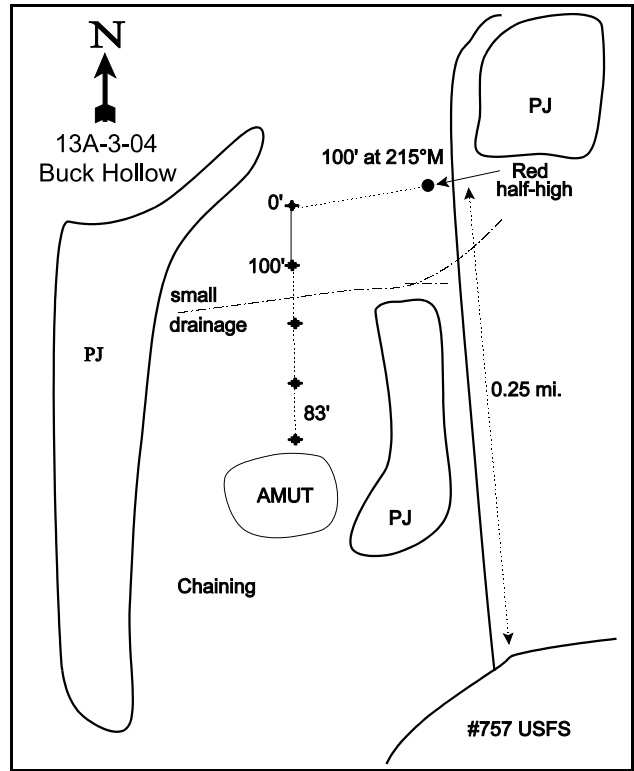 N
13A-3-04
Buck Hollow
PJ
100' at 215°M
Red
half-high
0'
100'
small
drainage
PJ
0.25 mi.
83'
AMUT
PJ
Chaining
#757 USFS